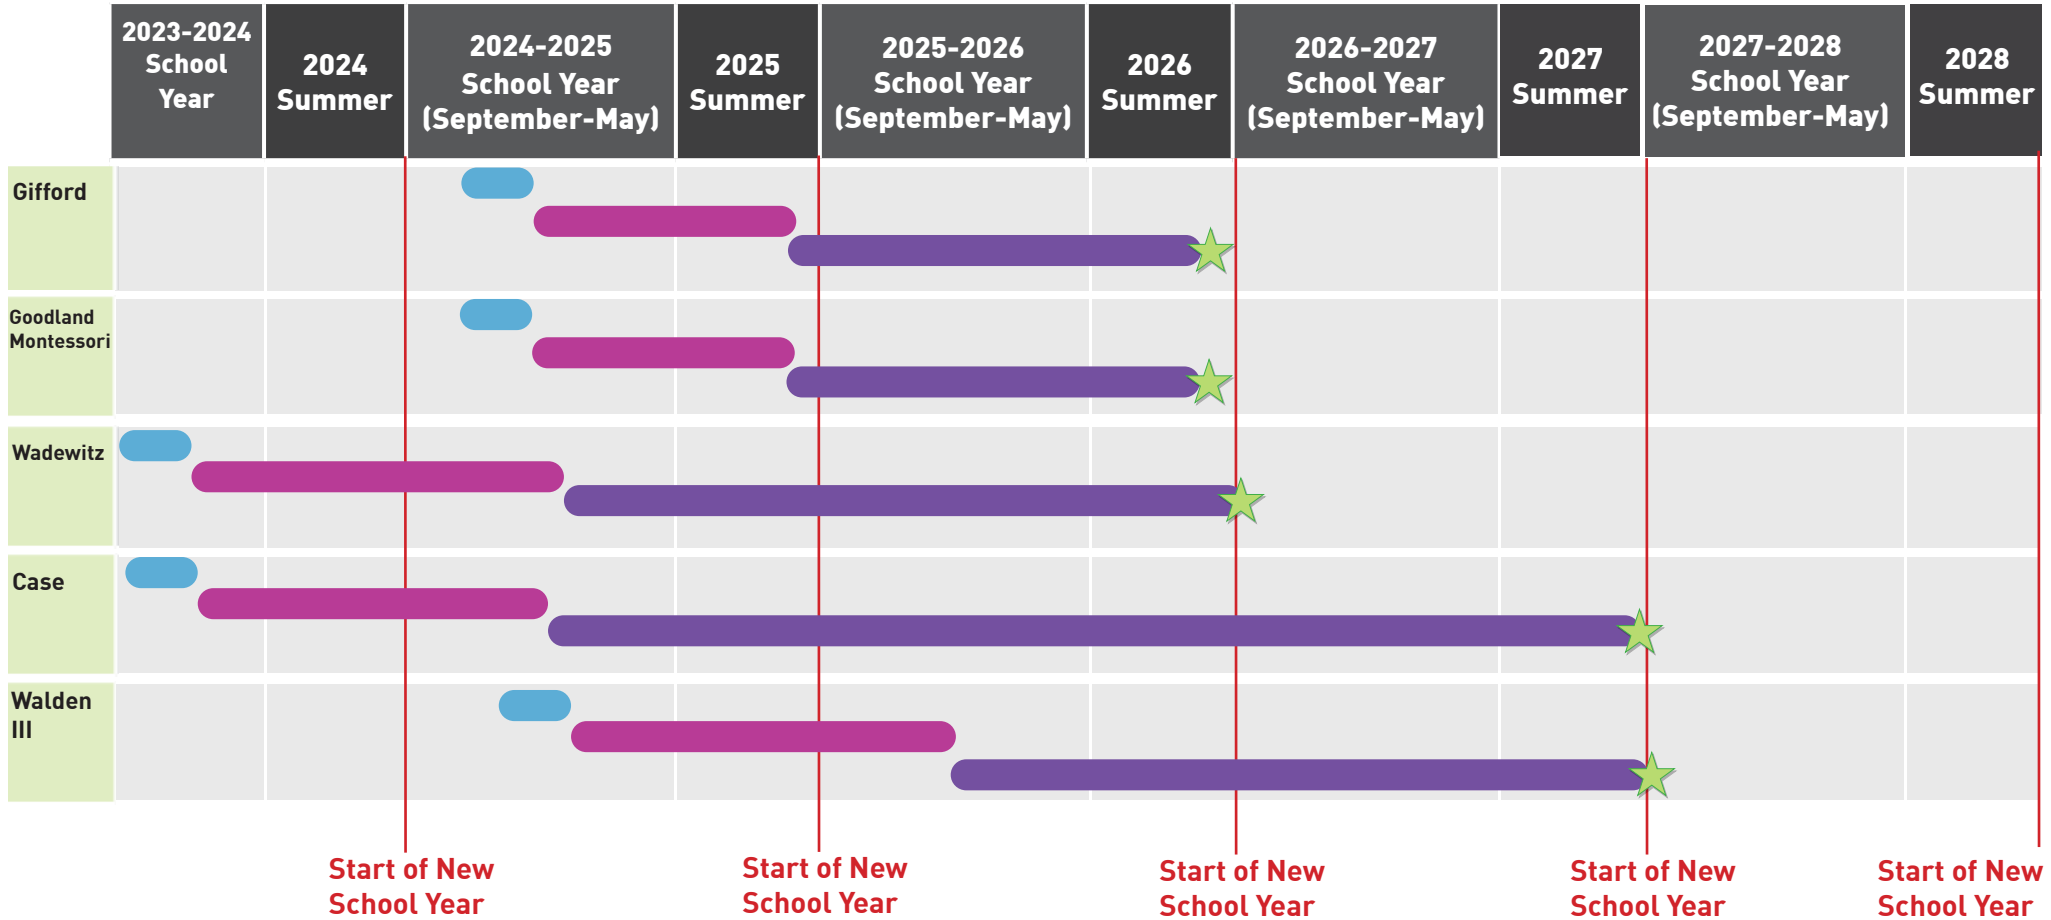 2023-2024
School
Year
2024
Summer
2024-2025
School Year
(September-May)
2025
Summer
2025-2026
School Year
(September-May)
2026
Summer
2026-2027
School Year
(September-May)
2027
Summer
2027-2028
School Year
(September-May)
2028
Summer
Gifford
Goodland
Montessori
Wadewitz
Case
Walden
III
Start of New
School Year
Start of New
School Year
Start of New
School Year
Start of New
School Year
Start of New
School Year